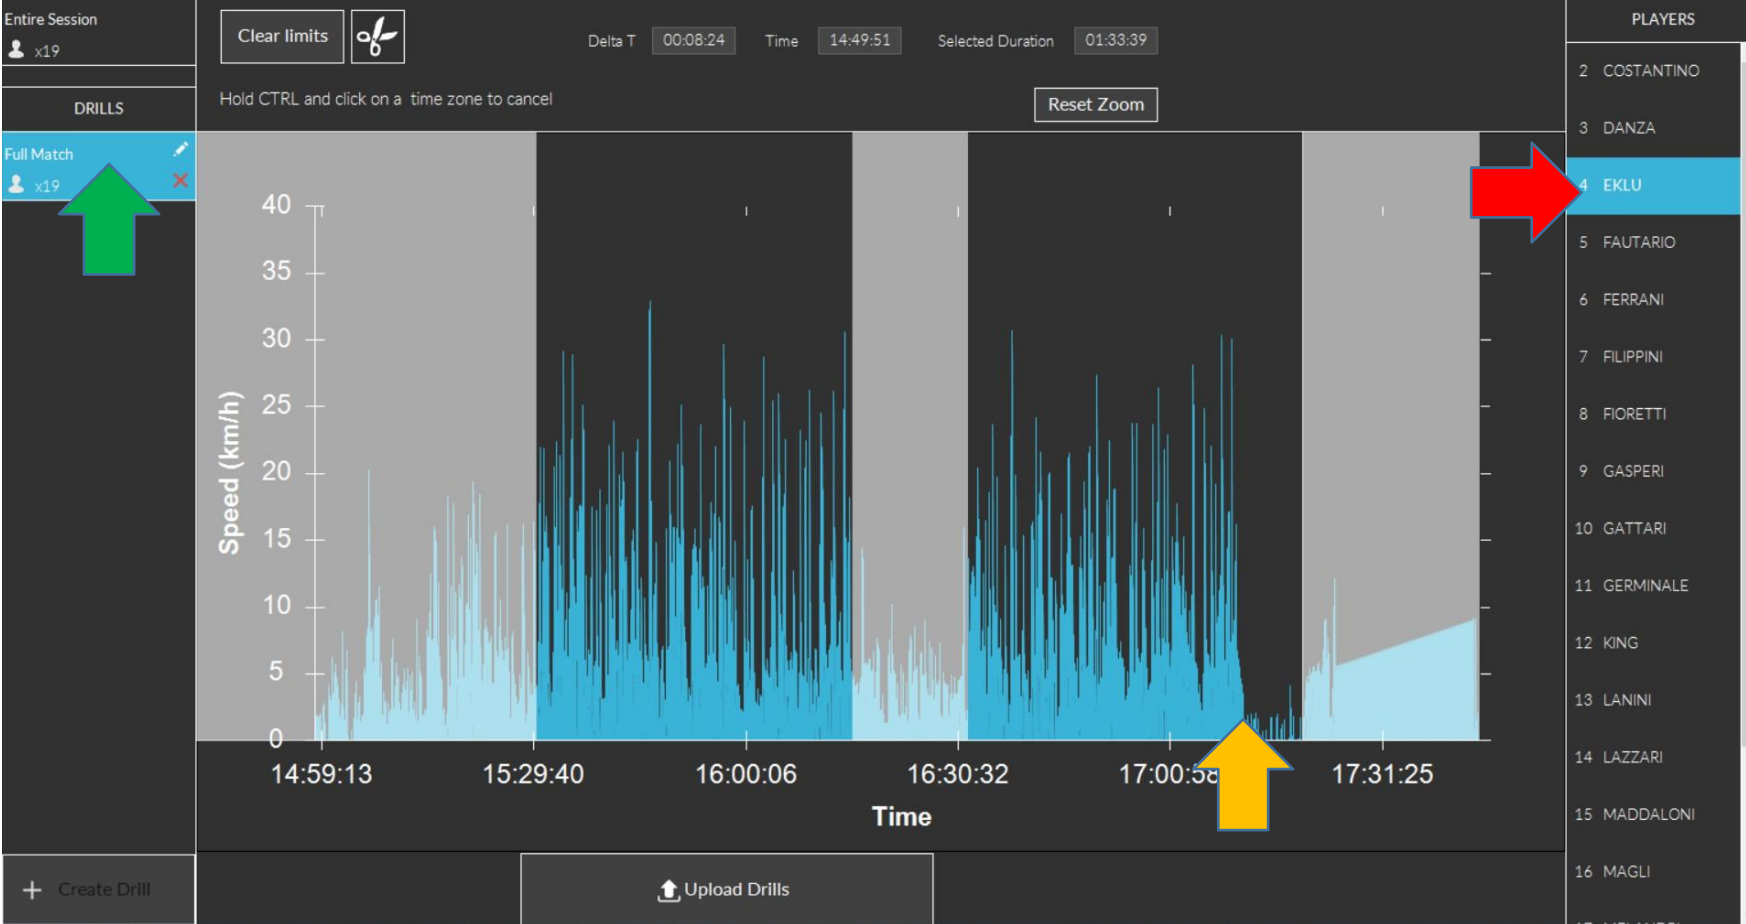 Entire Session
x19
DRILLS
Full Match
x19
Create Drill
Clear limits
Delta T 00:08:24 Time 14:49:51 Selected Duration 01:33:39
Hold CTRL and click on a time zone to cancel
Reset Zoom
Speed (km/h)
40
35
30
25
20
15
10
5
0
14:59:13 15:29:40 16:00:06 16:30:32 17:00:58 17:31:25
Time
Upload Drills
PLAYERS
2 COSTANTINO
3 DANZA
4 EKLU
5 FAUTARIO
6 FERRANI
7 FILIPPINI
8 FIORETTI
9 GASPERI
10 GATTARI
11 GERMINALE
12 KING
13 LANINI
14 LAZZARI
15 MADDALONI
16 MAGLI